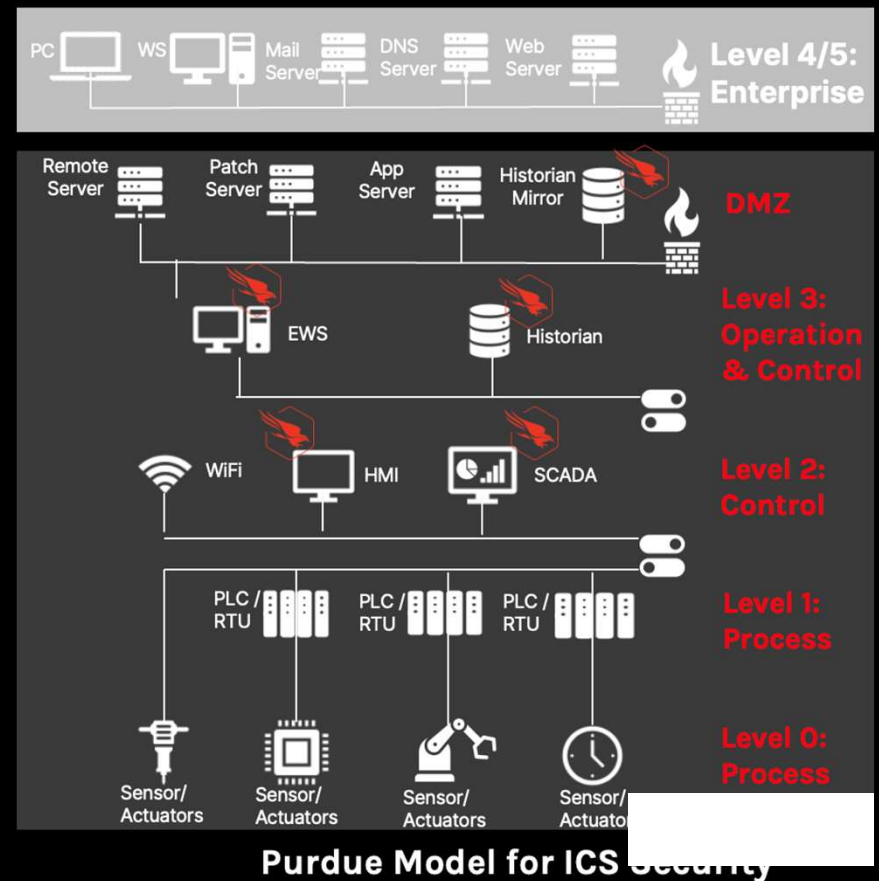 PC
WS
Mail
Server
DNS
Server
Web
Server
Level 4/5:
Enterprise
Remote
Server
Patch
Server
App
Server
Historian
Mirror
DMZ
EWS
Historian
Level 3:
Operation
& Control
WiFi
HMI
SCADA
Level 2:
Control
PLC /
RTU
PLC /
RTU
PLC /
RTU
Level 1:
Process
Level 0:
Process
Sensor/
Actuators
Sensor/
Actuators
Sensor/
Actuators
Sensor/
Purdue Model for ICS Security